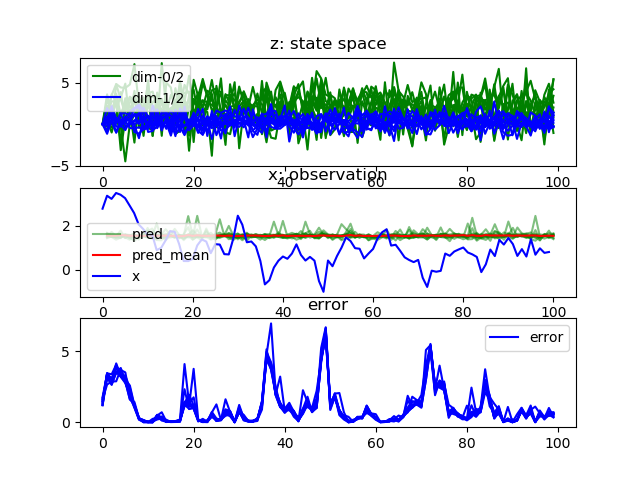 z: state space
5
0
−5
dim-0/2
dim-1/2
0
20
40
60
80
100
x: observation
2
0
pred
pred_mean
x
0
20
40
60
80
100
error
5
0
error
0
20
40
60
80
100